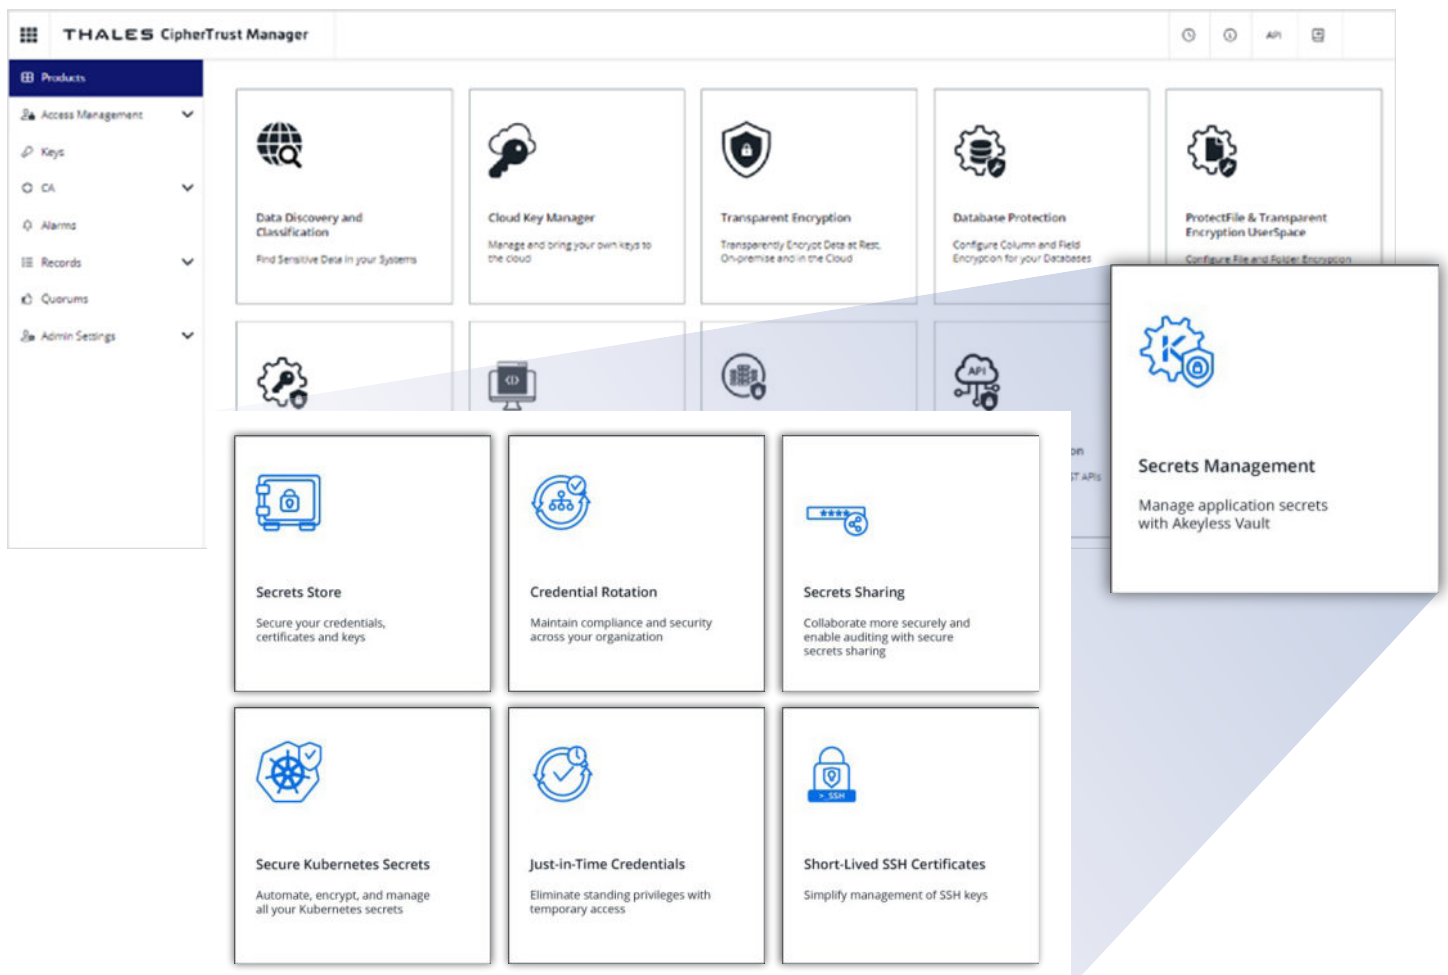 THALES CipherTrust Manager
API
Products
Access Management
Keys
CA
Alarms
Records
Quorums
Admin Settings
Data Discovery and
Classification
Find Sensitive Data in your Systems
Cloud Key Manager
Manage and bring your own keys to
the cloud
Transparent Encryption
Transparently Encrypt Data at Rest,
On-premise and in the Cloud
Database Protection
Configure Column and Field
Encryption for your Databases
ProtectFile & Transparent
Encryption UserSpace
Configure File and Folder Encryption
API
on
ST APIs
Secrets Management
Manage application secrets
with Akeyless Vault
Secrets Store
Secure your credentials,
certificates and keys
Credential Rotation
Maintain compliance and security
across your organization
****
Secrets Sharing
Collaborate more securely and
enable auditing with secure
secrets sharing
Secure Kubernetes Secrets
Automate, encrypt, and manage
all your Kubernetes secrets
Just-in-Time Credentials
Eliminate standing privileges with
temporary access
>_SSH
Short-Lived SSH Certificates
Simplify management of SSH keys